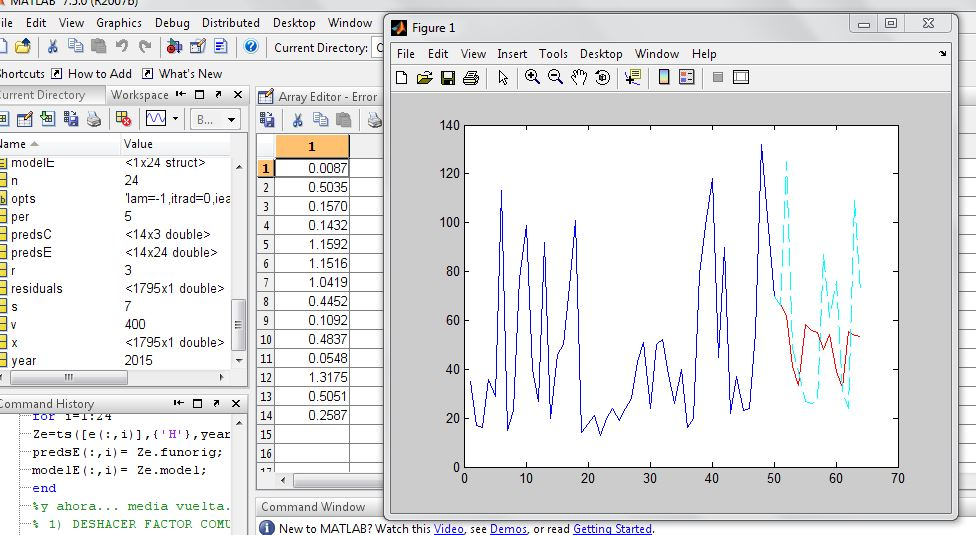 MATLAB 7.5.0 (R2007b)
File Edit View Graphics Debug Distributed Desktop Window
Current Directory:
Shortcuts How to Add What's New
Current Directory Workspace
B...
Array Editor - Error
Name Value
modelE <1x24 struct>
n 24
opts 'lam=-1,itrad=0,iea
per 5
predsC <14x3 double>
predsE <14x24 double>
r 3
residuals <1795x1 double>
s 7
v 400
x <1795x1 double>
year 2015
1
1 0.0087
2 0.5035
3 0.1570
4 0.1432
5 1.1592
6 1.1516
7 1.0419
8 0.4452
9 0.1092
10 0.4837
11 0.0548
12 1.3175
13 0.5051
14 0.2587
15
16
17
Command History
for i=1:24
Ze=ts([e(:,i)],{'H'},year
predsE(:,i)= Ze.funorig;
modelE(:,i)= Ze.model;
end
%y ahora... media vuelta.
% 1) DESHACER FACTOR COMU
Command Window
New to MATLAB? Watch this Video, see Demos, or read Getting Started.
Figure 1
File Edit View Insert Tools Desktop Window Help
140
120
100
80
60
40
20
0
0 10 20 30 40 50 60 70